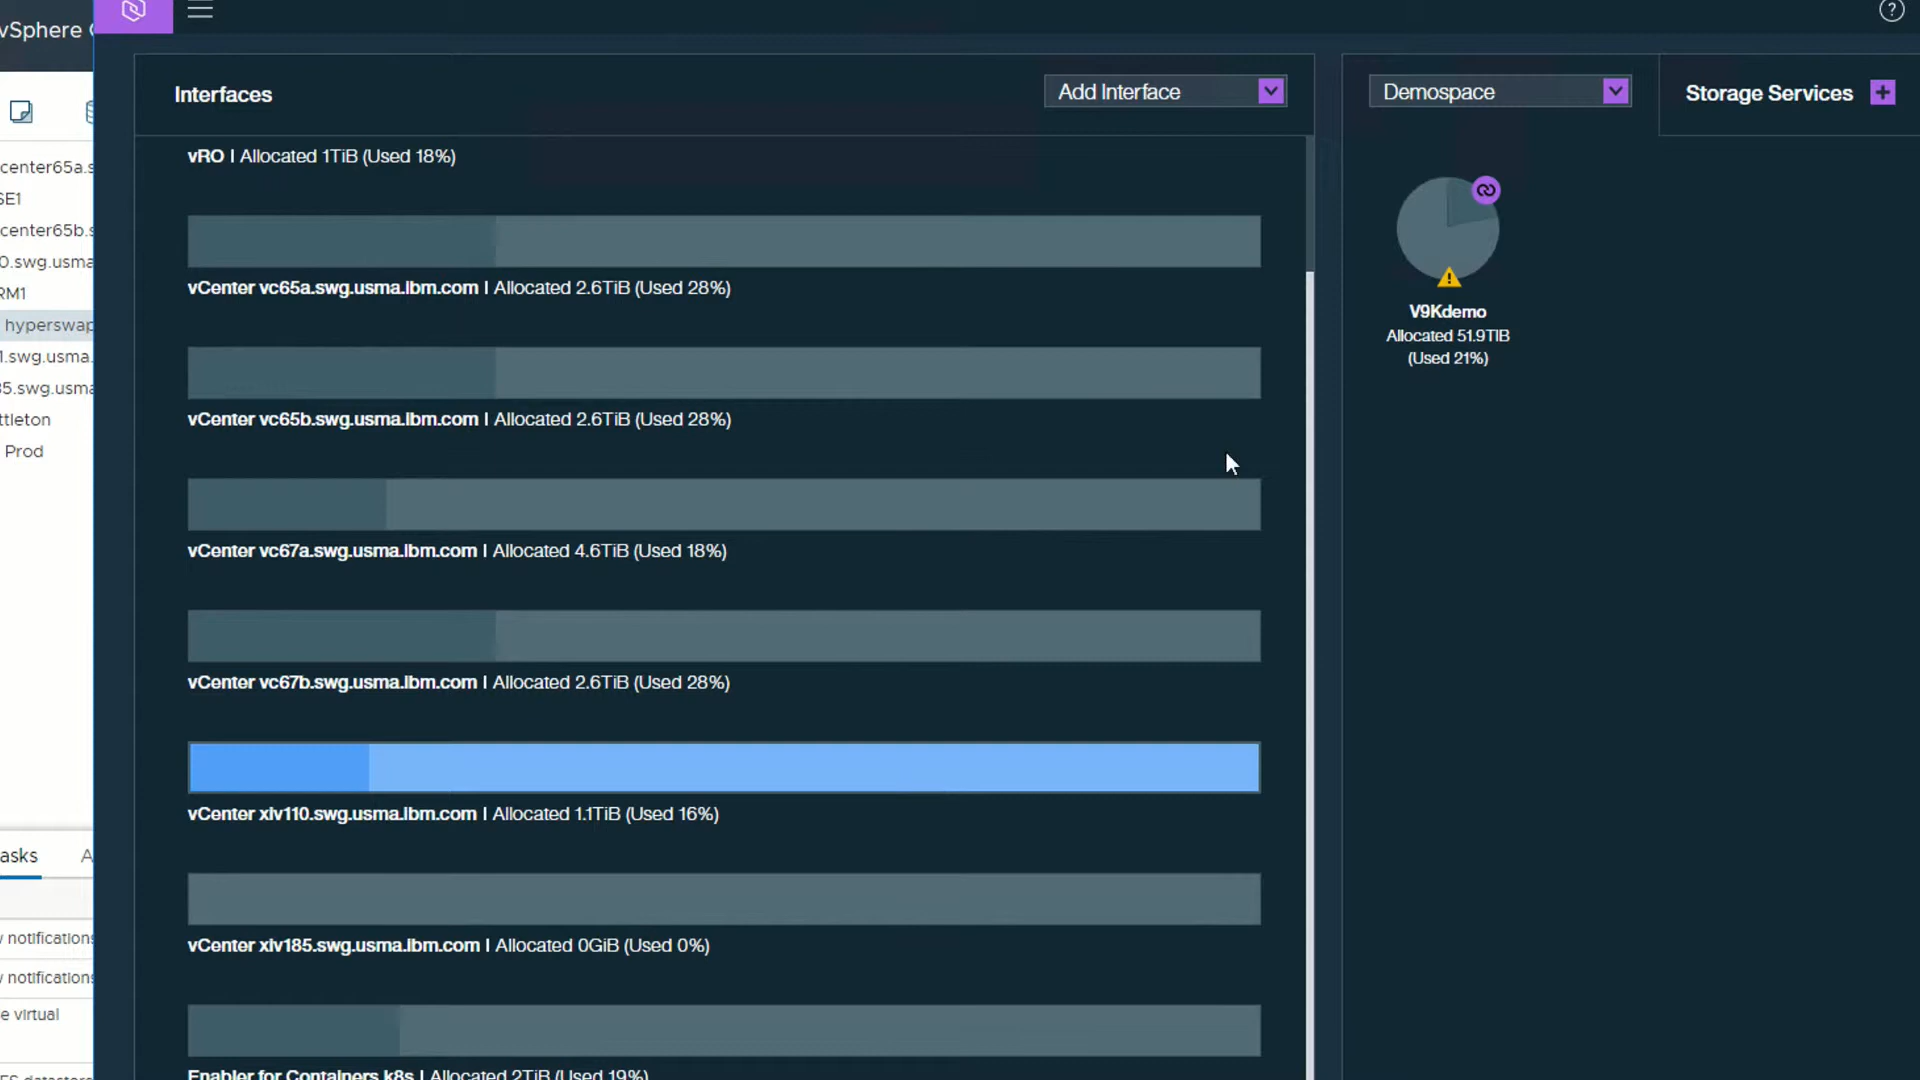 vSphere
center65a.s
SE1
center65b.s
0.swg.usma
RM1
hyperswap
1.swg.usma.
35.swg.usma
ttleton
Prod
asks
A
notifications
notifications
e virtual
?
Interfaces
Add Interface
vRO | Allocated 1TiB (Used 18%)
vCenter vc65a.swg.usma.ibm.com | Allocated 2.6TiB (Used 28%)
vCenter vc65b.swg.usma.ibm.com | Allocated 2.6TiB (Used 28%)
vCenter vc67a.swg.usma.ibm.com | Allocated 4.6TiB (Used 18%)
vCenter vc67b.swg.usma.ibm.com | Allocated 2.6TiB (Used 28%)
vCenter xiv110.swg.usma.ibm.com | Allocated 1.1TiB (Used 16%)
vCenter xiv185.swg.usma.ibm.com | Allocated 0GiB (Used 0%)
Enabler for Containers k8s | Allocated 2TiB (Used 19%)
Demospace
Storage Services +
V9Kdemo
Allocated 51.9TiB
(Used 21%)